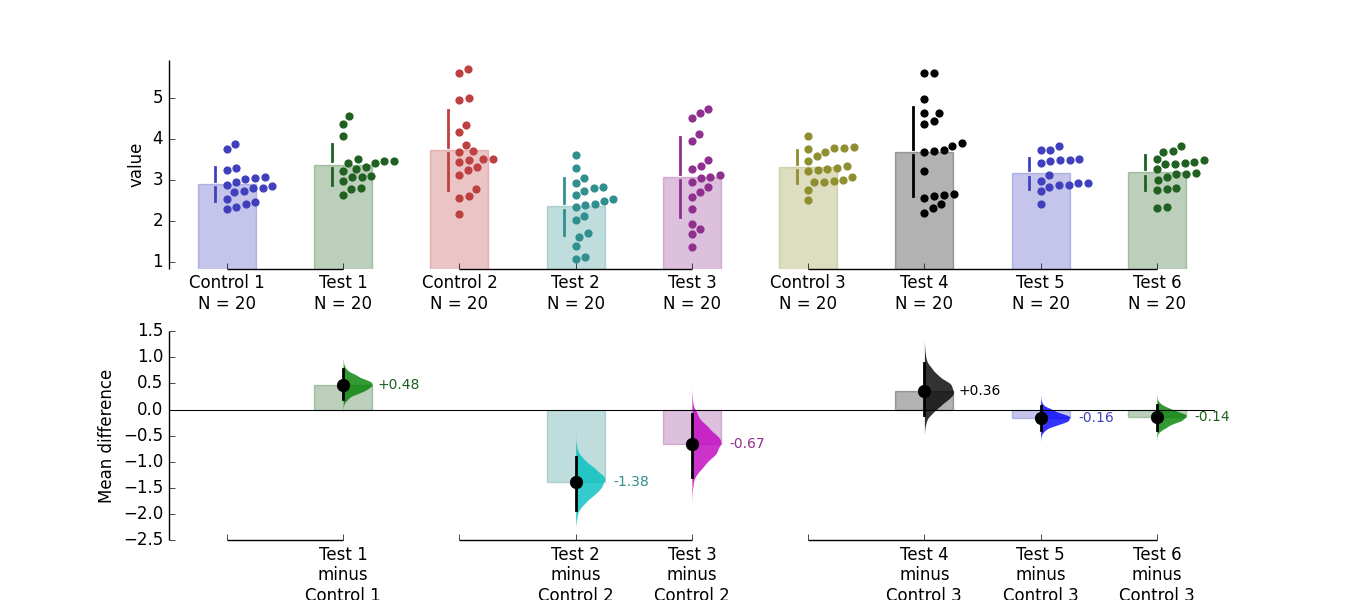 value
5
4
3
2
1
Control 1 Test 1 Control 2 Test 2 Test 3 Control 3 Test 4 Test 5 Test 6
N = 20 N = 20 N = 20 N = 20 N = 20 N = 20 N = 20 N = 20 N = 20
Mean difference
1.5
1.0
0.5
0.0
−0.5
−1.0
−1.5
−2.0
−2.5
+0.48
-1.38
-0.67
+0.36
-0.16
-0.14
Test 1 Test 2 Test 3 Test 4 Test 5 Test 6
minus minus minus minus minus minus
Control 1 Control 2 Control 2 Control 3 Control 3 Control 3